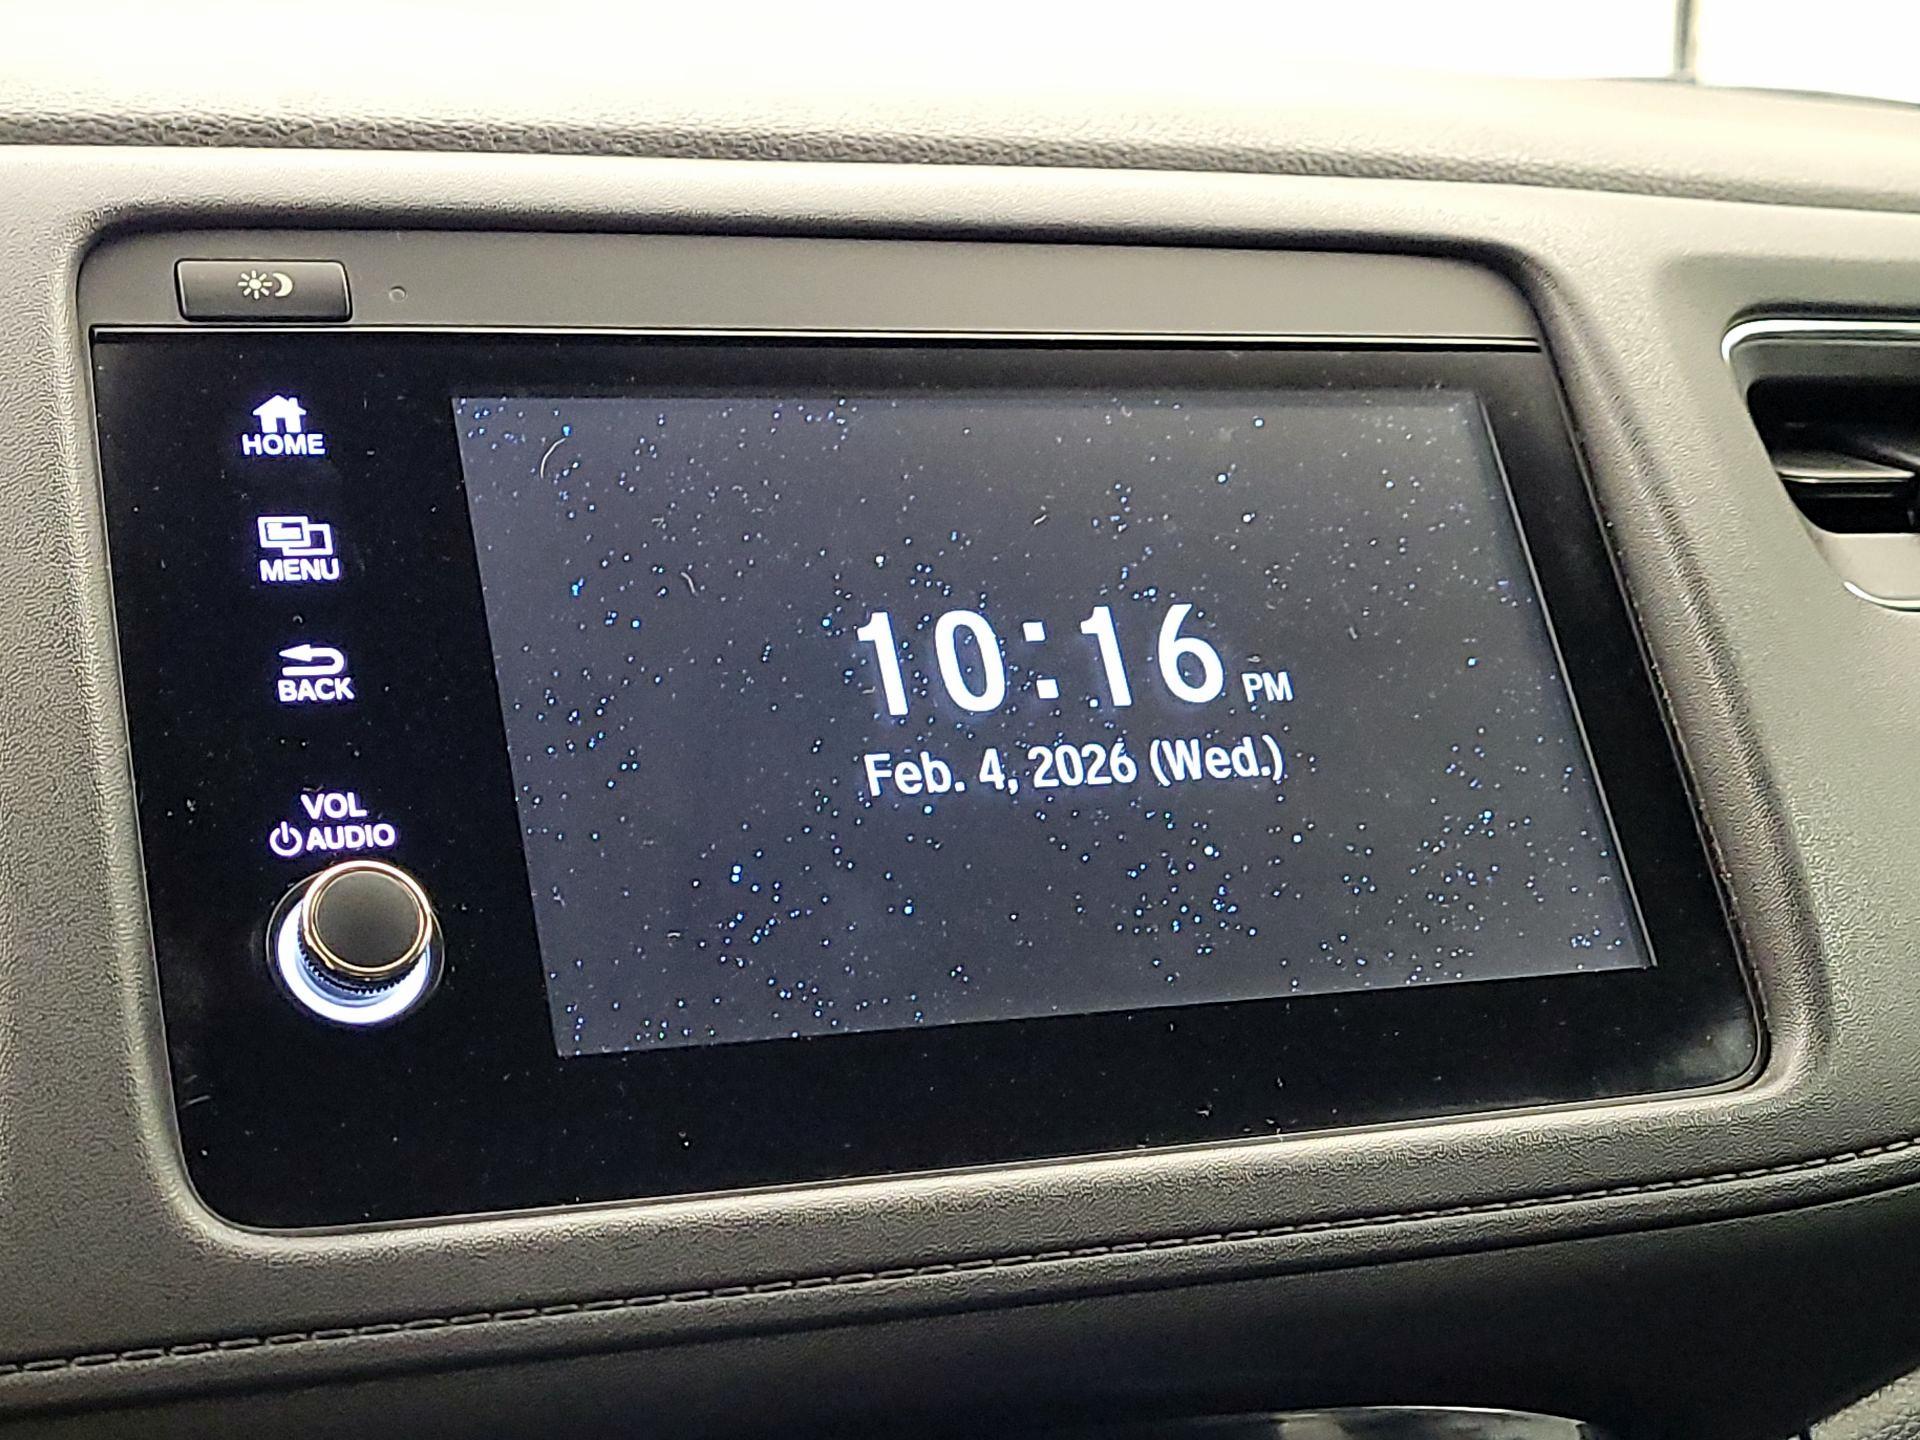 HOME
MENU
BACK
VOL
AUDIO
10:16 PM
Feb. 4, 2026 (Wed.)